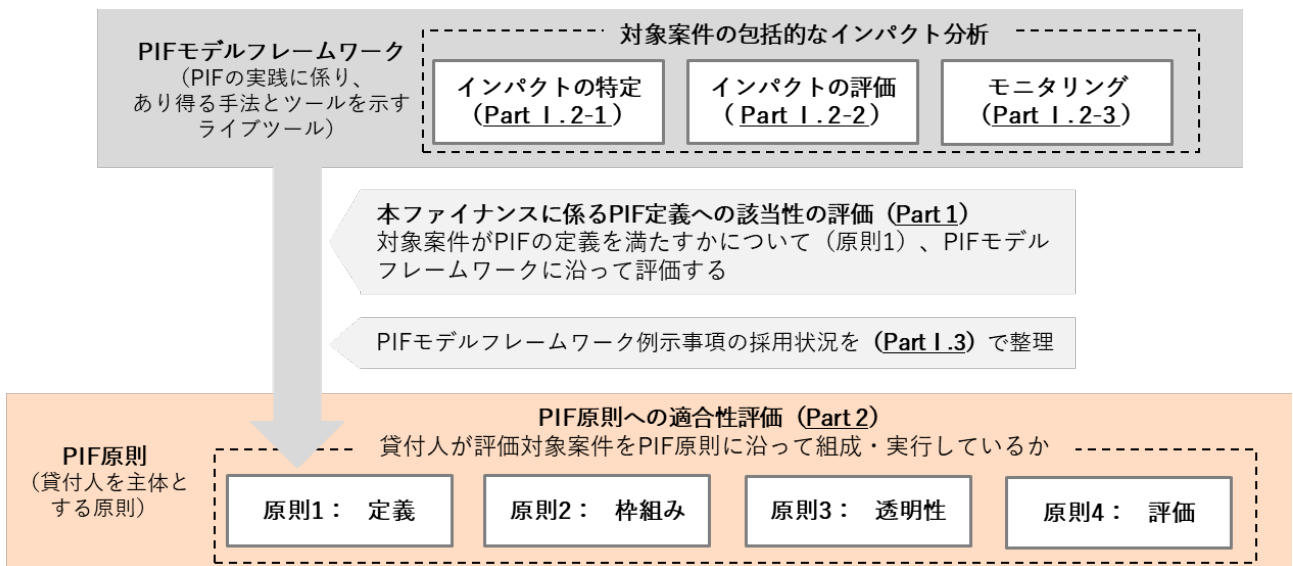 PIFモデルフレームワーク
(PIFの実践に係り、
あり得る手法とツールを示す
ライブツール)
対象案件の包括的なインパクト分析
インパクトの特定
(Part Ⅰ.2-1)
インパクトの評価
(Part Ⅰ.2-2)
モニタリング
(Part Ⅰ.2-3)
本ファイナンスに係るPIF定義への該当性の評価（Part 1）
対象案件がPIFの定義を満たすかについて（原則1）、PIFモデル
フレームワークに沿って評価する
PIFモデルフレームワーク例示事項の採用状況を（Part Ⅰ.3）で整理
PIF原則への適合性評価（Part 2）
貸付人が評価対象案件をPIF原則に沿って組成・実行しているか
PIF原則
(貸付人を主体と
する原則)
原則1： 定義
原則2： 枠組み
原則3： 透明性
原則4： 評価